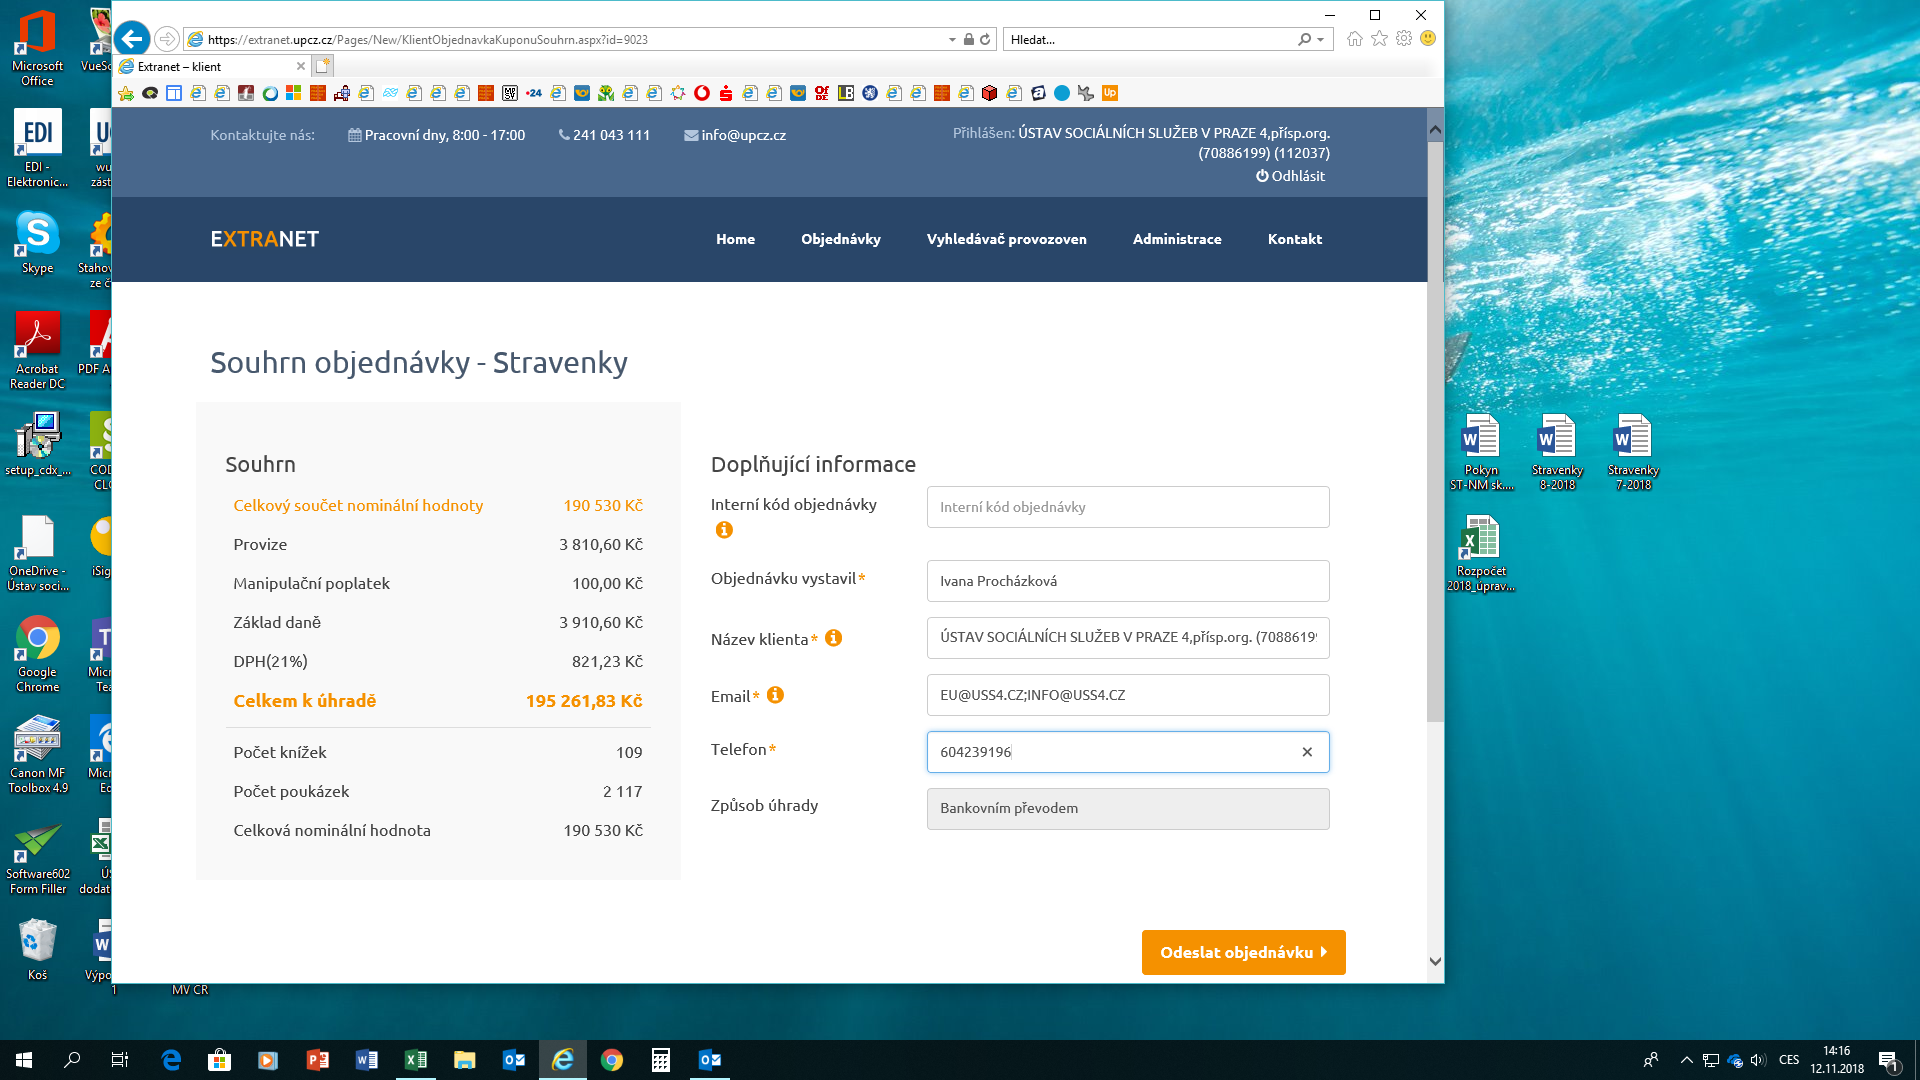 https://extranet.upcz.cz/Pages/New/KlientObjednavkaKuponuSouhrn.aspx?id=9023
Hledat...
Extranet – klient
Kontaktujte nás:
Pracovní dny, 8:00 - 17:00
241 043 111
info@upcz.cz
Přihlášen: ÚSTAV SOCIÁLNÍCH SLUŽEB V PRAZE 4,přísp.org.
(70886199) (112037)
Odhlásit
EXTRANET
Home
Objednávky
Vyhledávač provozoven
Administrace
Kontakt
Souhrn objednávky - Stravenky
Souhrn
Celkový součet nominální hodnoty 190 530 Kč
Provize 3 810,60 Kč
Manipulační poplatek 100,00 Kč
Základ daně 3 910,60 Kč
DPH(21%) 821,23 Kč
Celkem k úhradě 195 261,83 Kč
Počet knížek 109
Počet poukázek 2 117
Celková nominální hodnota 190 530 Kč
Doplňující informace
Interní kód objednávky
Interní kód objednávky
Objednávku vystavil*
Ivana Procházková
Název klienta*
ÚSTAV SOCIÁLNÍCH SLUŽEB V PRAZE 4,přísp.org. (7088619
Email*
EU@USS4.CZ;INFO@USS4.CZ
Telefon*
604239196
Způsob úhrady
Bankovním převodem
Odeslat objednávku
Microsoft
Office
EDI
EDI -
Elektronic...
Skype
Acrobat
Reader DC
setup_cdx_...
OneDrive -
Ústav soci...
Google
Chrome
Canon MF
Toolbox 4.9
Software602
Form Filler
Koš
MV CR
Pokyn
ST-NM sk....
Stravenky
8-2018
Stravenky
7-2018
Rozpočet
2018_úprav...
CES
14:16
12.11.2018
1